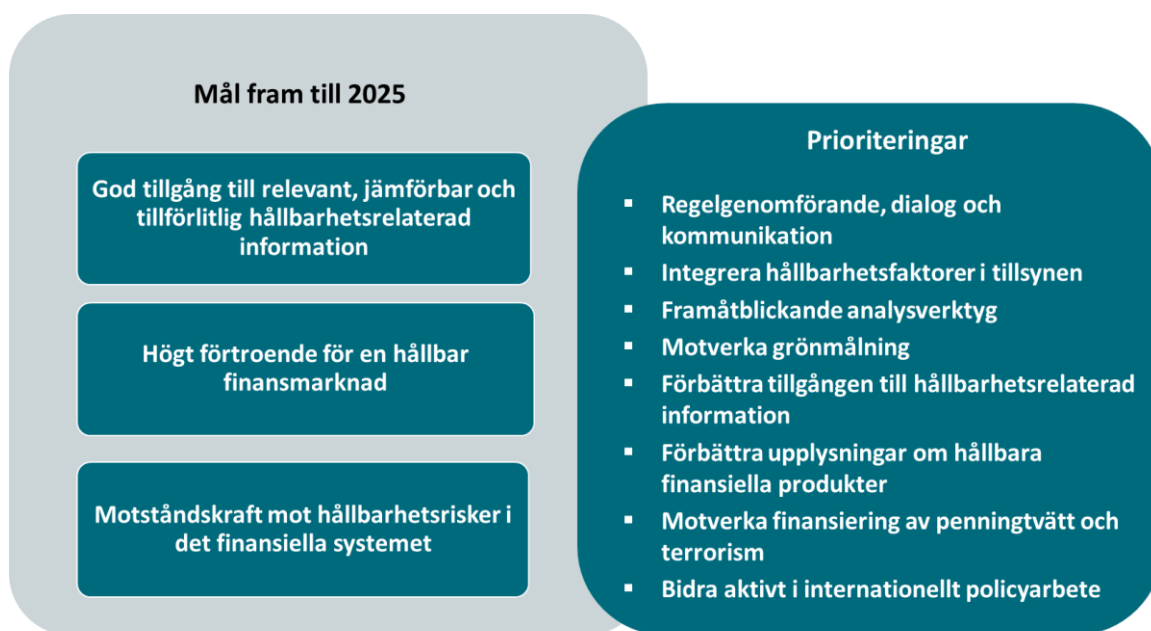 Mål fram till 2025
God tillgång till relevant, jämförbar och
tillförlitlig hållbarhetsrelaterad
information
Högt förtroende för en hållbar
finansmarknad
Motståndskraft mot hållbarhetsrisker i
det finansiella systemet
Prioriteringar
▪ Regelgenomförande, dialog och
kommunikation
▪ Integrera hållbarhetsfaktorer i tillsynen
▪ Framåtblickande analysverktyg
▪ Motverka grönmålning
▪ Förbättra tillgången till hållbarhetsrelaterad
information
▪ Förbättra upplysningar om hållbara
finansiella produkter
▪ Motverka finansiering av penningtvätt och
terrorism
▪ Bidra aktivt i internationellt policyarbete